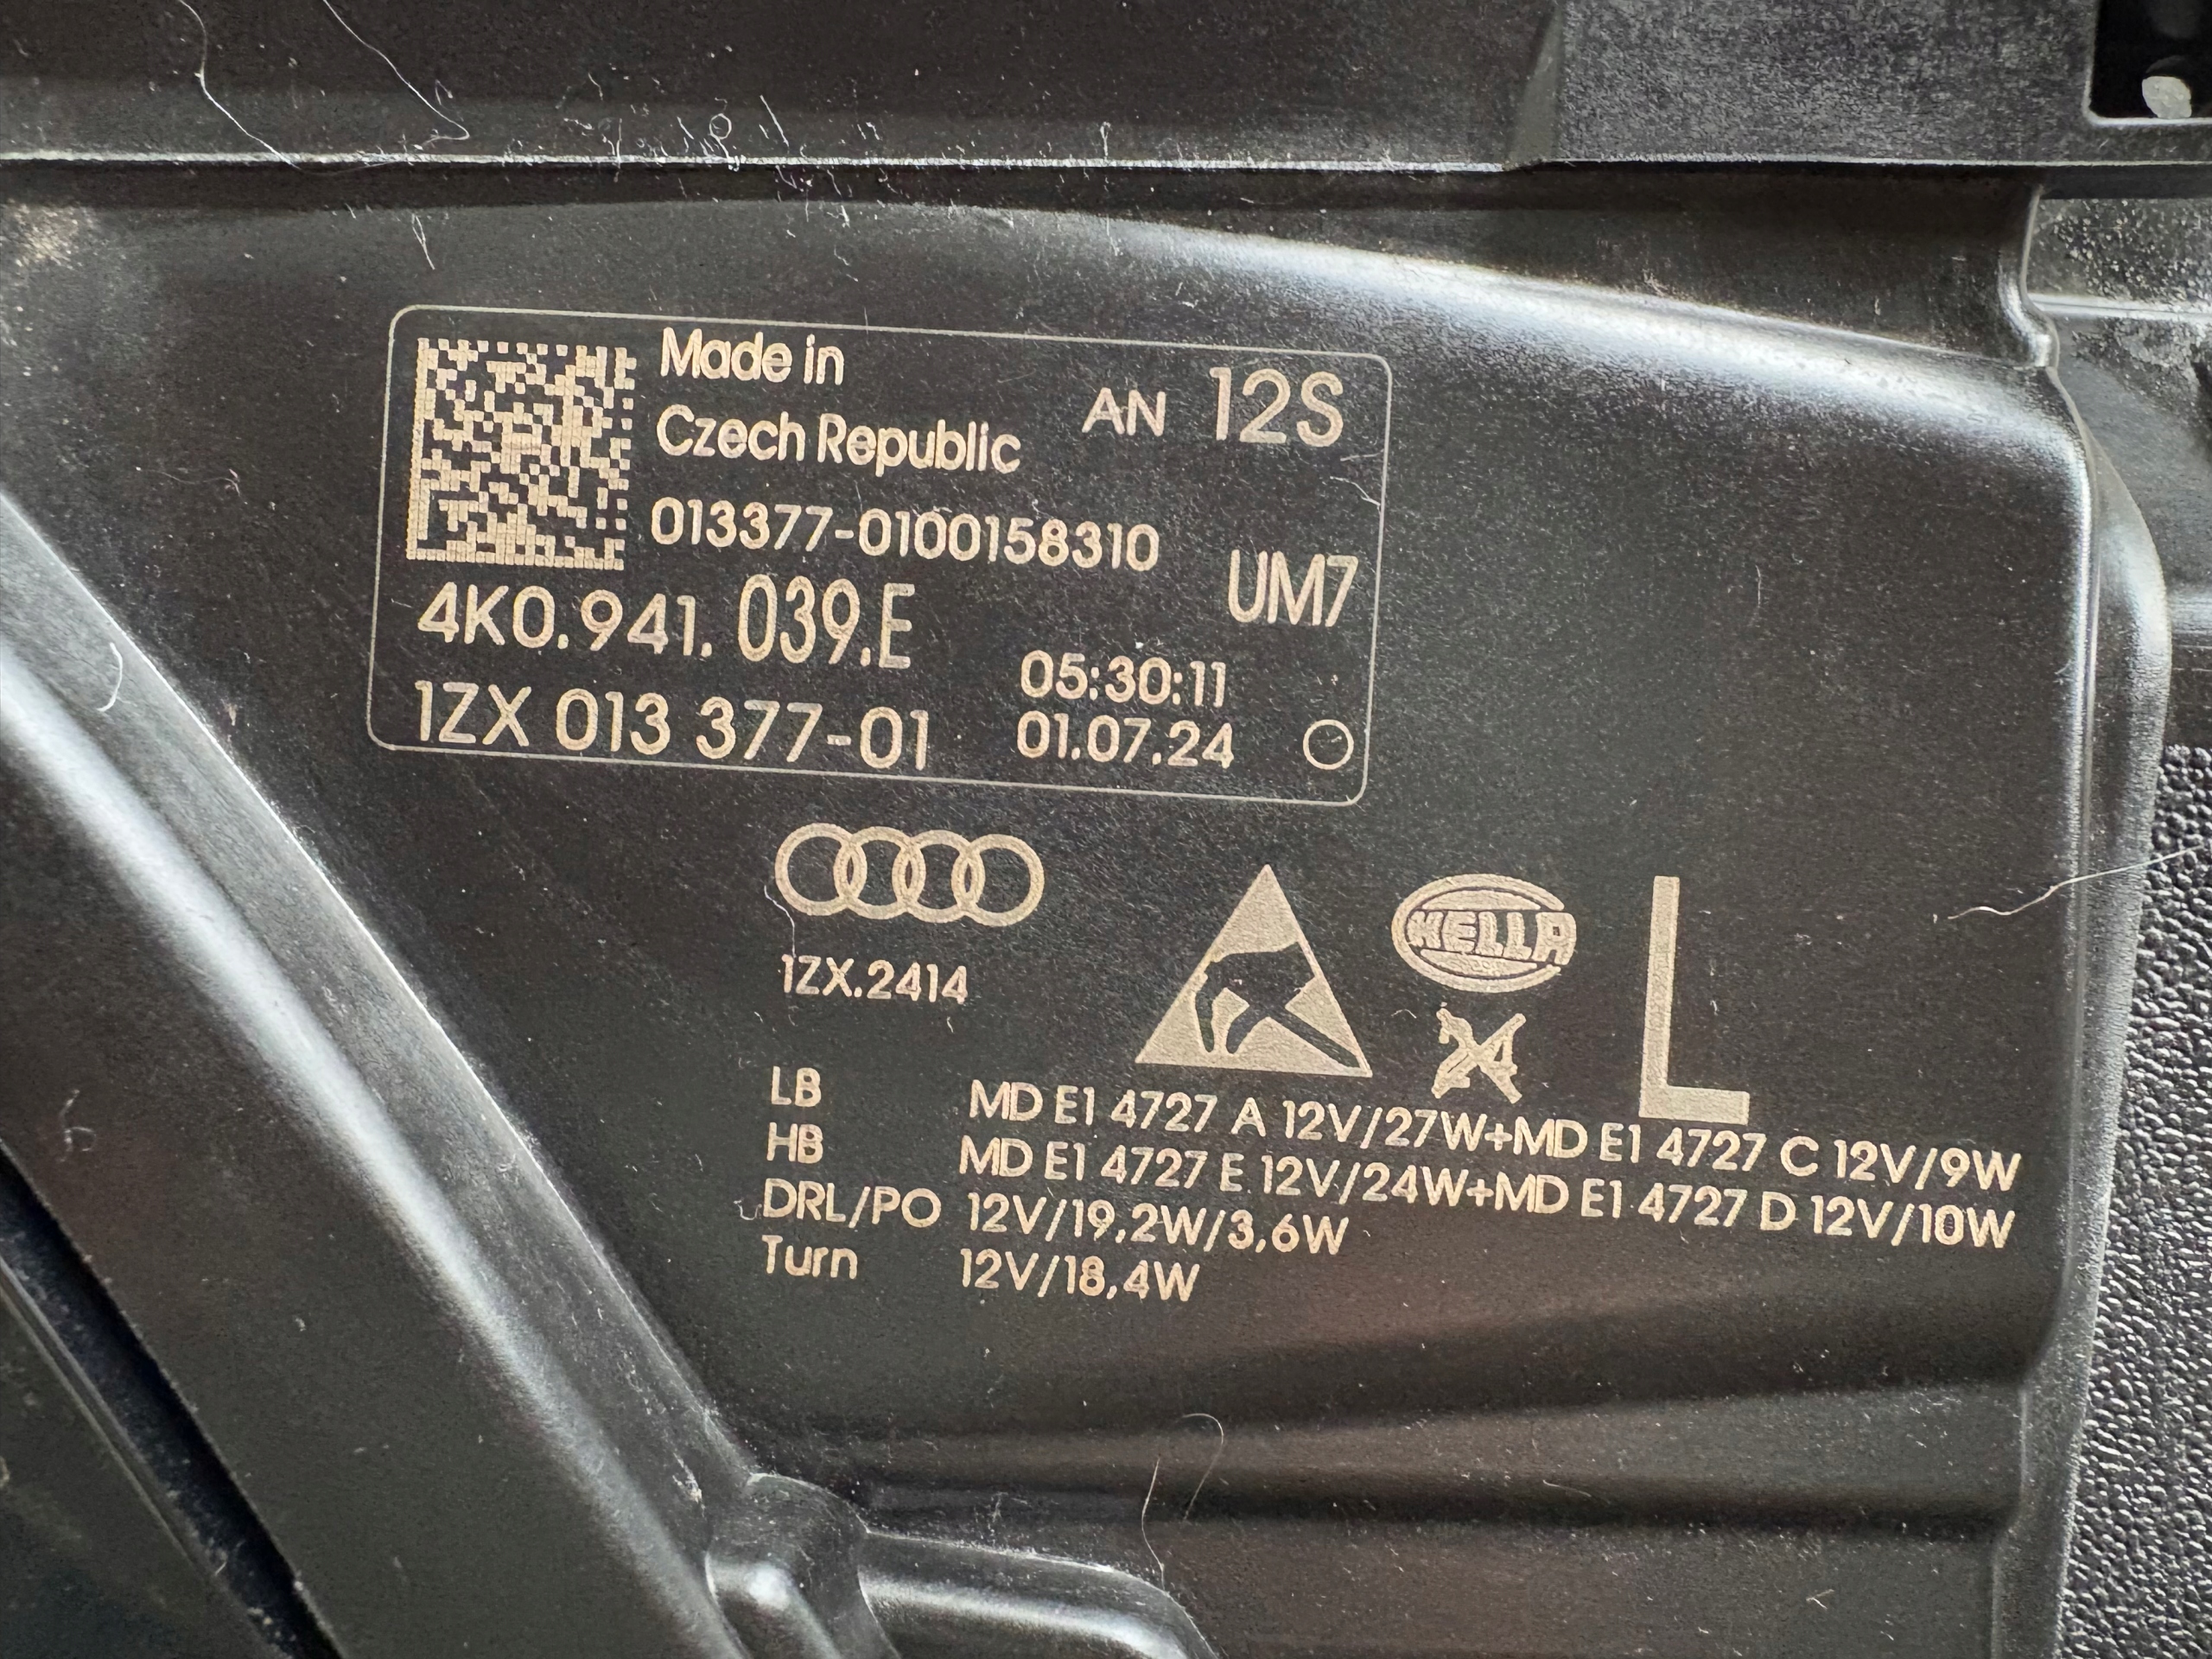 Made in
Czech Republic
AN 12S
013377-0100158310
UM7
4K0.941.039.E
05:30:11
1ZX 013 377-01
01.07.24
1ZX.2414
HELLA
24
L
LB MD E1 4727 A 12V/27W+MD E1 4727 C 12V/9W
HB MD E1 4727 E 12V/24W+MD E1 4727 D 12V/10W
DRL/PO 12V/19,2W/3,6W
Turn 12V/18,4W